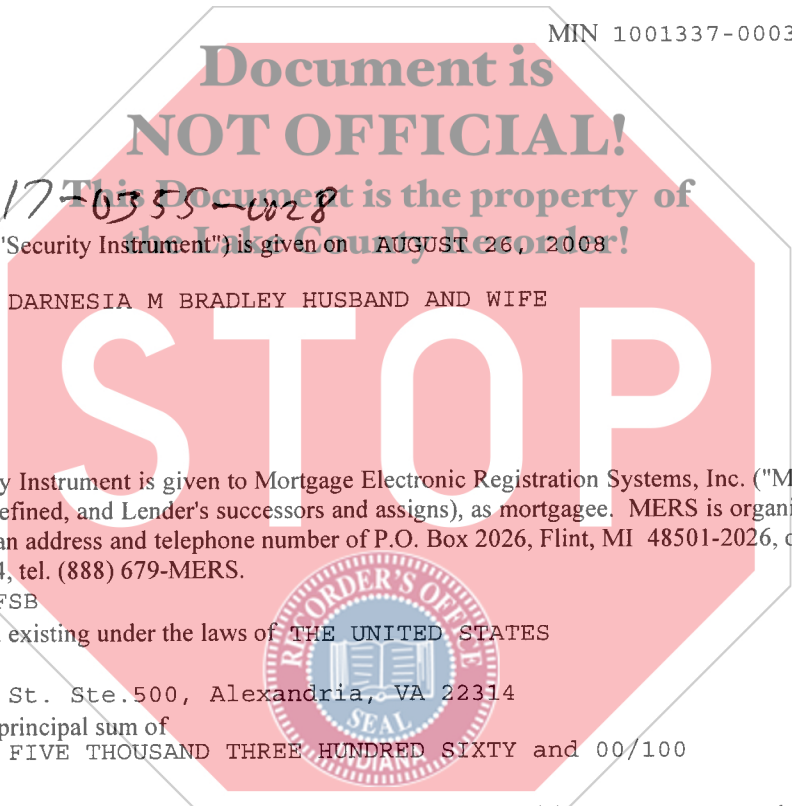 MIN 1001337-0003
Document is
NOT OFFICIAL!
This Document is the property of
the Lake County Recorder!
17-0355-0028
"Security Instrument") is given on AUGUST 26, 2008
DARNESIA M BRADLEY HUSBAND AND WIFE
STOP
y Instrument is given to Mortgage Electronic Registration Systems, Inc. ("M
efined, and Lender's successors and assigns), as mortgagee. MERS is organi
an address and telephone number of P.O. Box 2026, Flint, MI 48501-2026,
4, tel. (888) 679-MERS.
FSB
existing under the laws of THE UNITED STATES
St. Ste.500, Alexandria, VA 22314
principal sum of
FIVE THOUSAND THREE HUNDRED SIXTY and 00/100
RECORDER'S OFFICE
SEAL
INDIANA